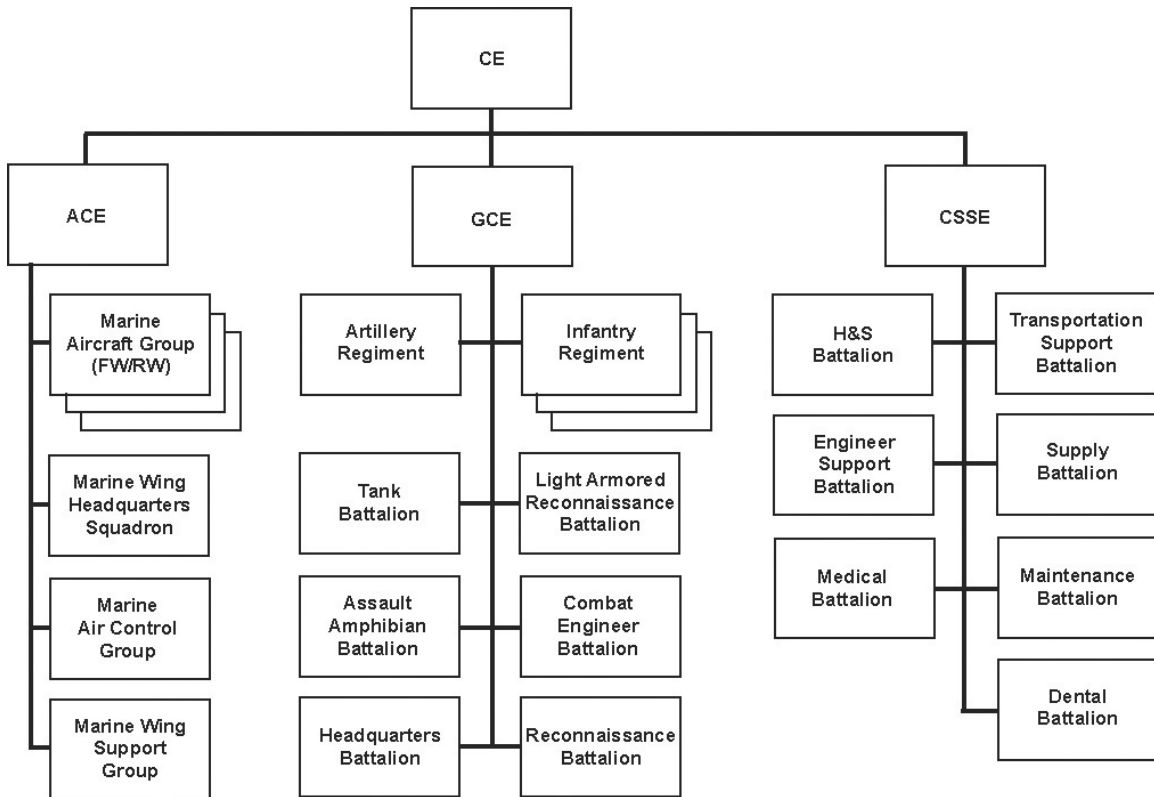 CE
ACE
GCE
CSSE
Marine
Aircraft Group
(FW/RW)
Marine Wing
Headquarters
Squadron
Marine
Air Control
Group
Marine Wing
Support
Group
Artillery
Regiment
Infantry
Regiment
Tank
Battalion
Light Armored
Reconnaissance
Battalion
Assault
Amphibian
Battalion
Combat
Engineer
Battalion
Headquarters
Battalion
Reconnaissance
Battalion
H&S
Battalion
Transportation
Support
Battalion
Engineer
Support
Battalion
Supply
Battalion
Medical
Battalion
Maintenance
Battalion
Dental
Battalion